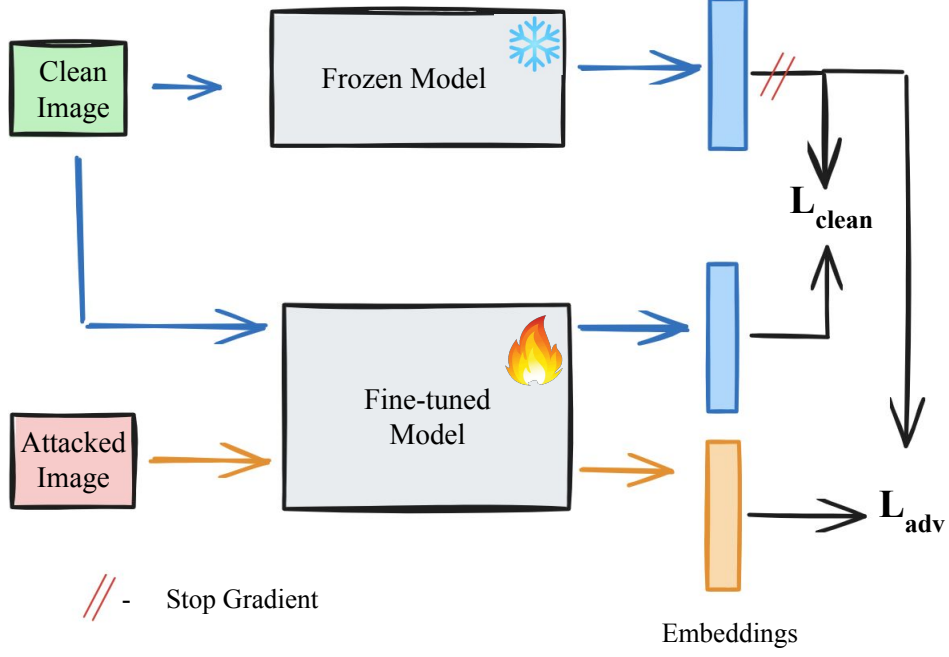 Clean
Image
Frozen Model
L_clean
Fine-tuned
Model
Attacked
Image
L_adv
// - Stop Gradient
Embeddings